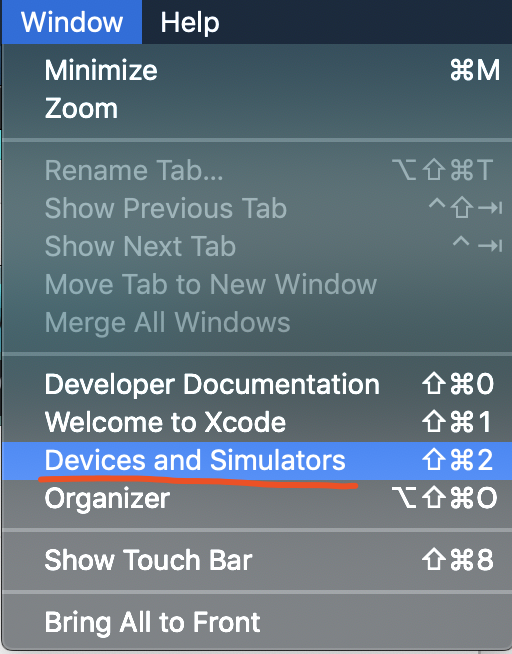 Window Help
Minimize ⌘M
Zoom
Rename Tab... ⌥⇧⌘T
Show Previous Tab ^⇧⇥
Show Next Tab ^⇥
Move Tab to New Window
Merge All Windows
Developer Documentation ⇧⌘0
Welcome to Xcode ⇧⌘1
Devices and Simulators ⇧⌘2
Organizer ⌥⇧⌘O
Show Touch Bar ⇧⌘8
Bring All to Front